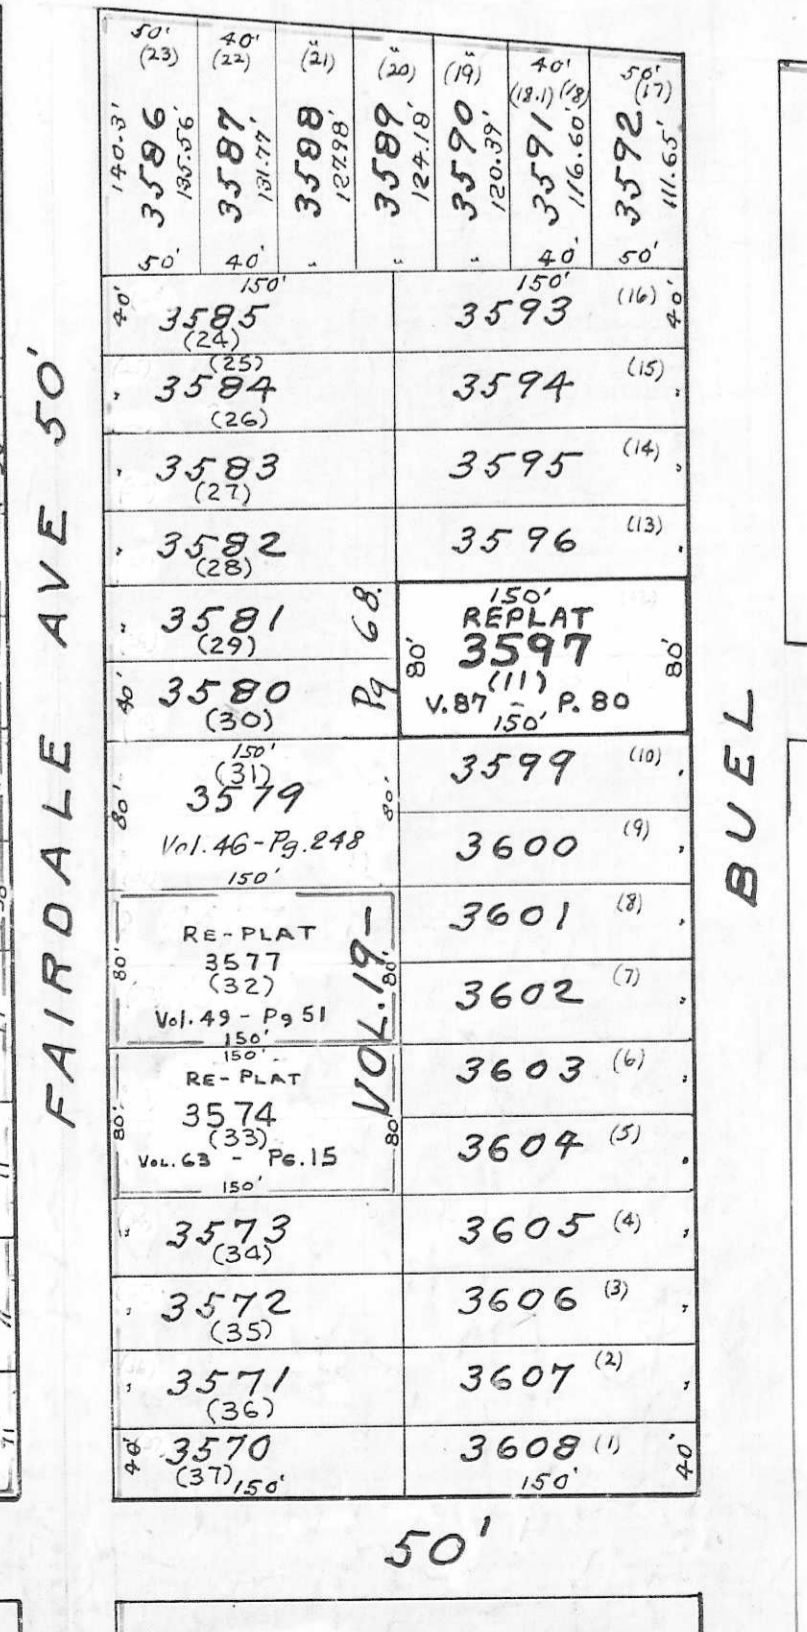 50' 40' " " " 40' 50'
(23) (22) (21) (20) (19) (18.1) (18) (17)
140.3' 3586 135.56' 3587 131.77' 3588 127.98' 3589 124.18' 3590 120.39' 3591 116.60' 3592 111.65'
50' 40' " " " 40' 50'
150' 150'
40' 3585 3593 (16) 40'
(24)
(25)
" 3584 3594 (15) "
(26)
" 3583 3595 (14) "
(27)
" 3582 3596 (13) "
(28)
" 3581
(29)
40' 3580
(30)
150'
REPLAT
80' 3597 80'
(11)
V.87 - P. 80
150'
150'
(31)
80' 3579 80'
Vol. 46 - Pg. 248
150'
3599 (10) "
3600 (9) "
RE-PLAT
80' 3577 80'
(32)
Vol. 49 - Pg 51
150'
3601 (8) "
3602 (7) "
150'
RE-PLAT
80' 3574 80'
(33)
VOL. 63 - PG. 15
150'
3603 (6) "
3604 (5) "
VOL. 19 - Pg 68.
" 3573 3605 (4) "
(34)
" 3572 3606 (3) "
(35)
" 3571 3607 (2) "
(36)
40' 3570 3608 (1) 40'
(37) 150' 150'
FAIRDALE AVE 50'
BUEL
50'